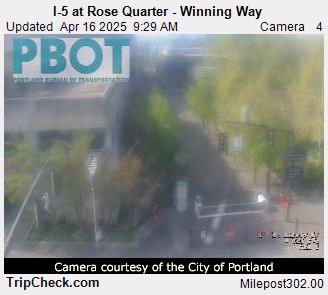 I-5 at Rose Quarter - Winning Way
Updated Apr 16 2025 9:29 AM Camera 4
PBOT
PORTLAND BUREAU OF TRANSPORTATION
Camera courtesy of the City of Portland
TripCheck.com Milepost302.00